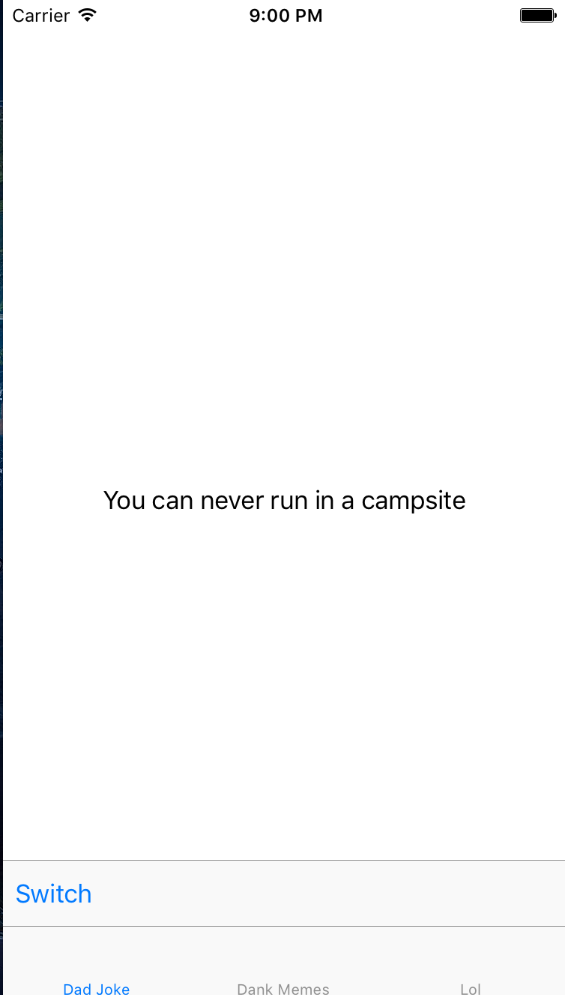 Carrier 9:00 PM
You can never run in a campsite
Switch
Dad Joke Dank Memes Lol